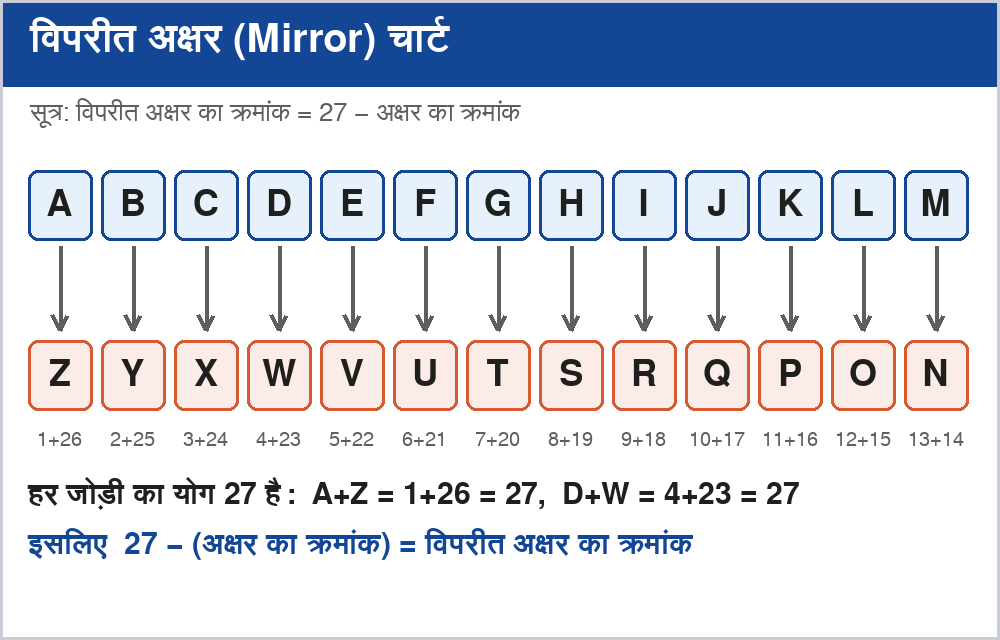 विपरीत अक्षर (Mirror) चार्ट
सूत्र: विपरीत अक्षर का क्रमांक = 27 – अक्षर का क्रमांक
A B C D E F G H I J K L M
Z Y X W V U T S R Q P O N
1+26 2+25 3+24 4+23 5+22 6+21 7+20 8+19 9+18 10+17 11+16 12+15 13+14
हर जोड़ी का योग 27 है : A+Z = 1+26 = 27, D+W = 4+23 = 27
इसलिए 27 – (अक्षर का क्रमांक) = विपरीत अक्षर का क्रमांक